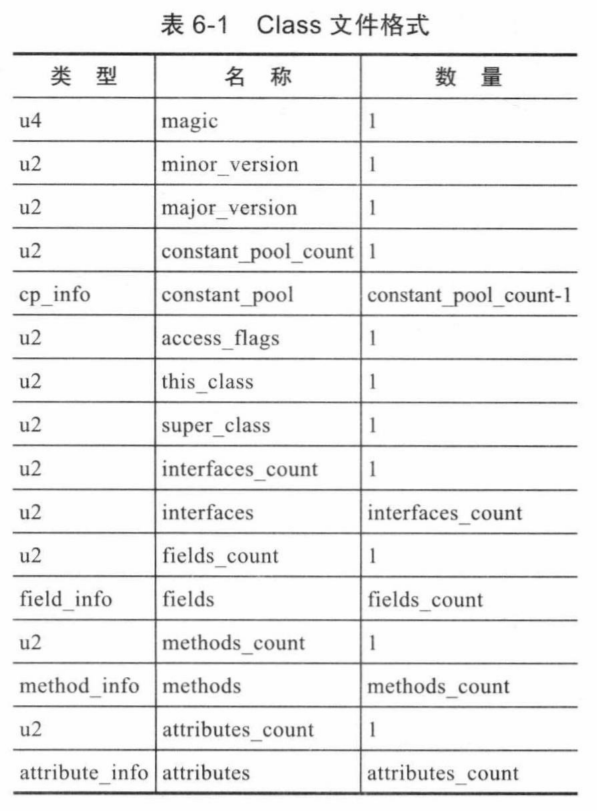 表 6-1 Class 文件格式
类 型 名 称 数 量
u4 magic 1
u2 minor_version 1
u2 major_version 1
u2 constant_pool_count 1
cp_info constant_pool constant_pool_count-1
u2 access_flags 1
u2 this_class 1
u2 super_class 1
u2 interfaces_count 1
u2 interfaces interfaces_count
u2 fields_count 1
field_info fields fields_count
u2 methods_count 1
method_info methods methods_count
u2 attributes_count 1
attribute_info attributes attributes_count